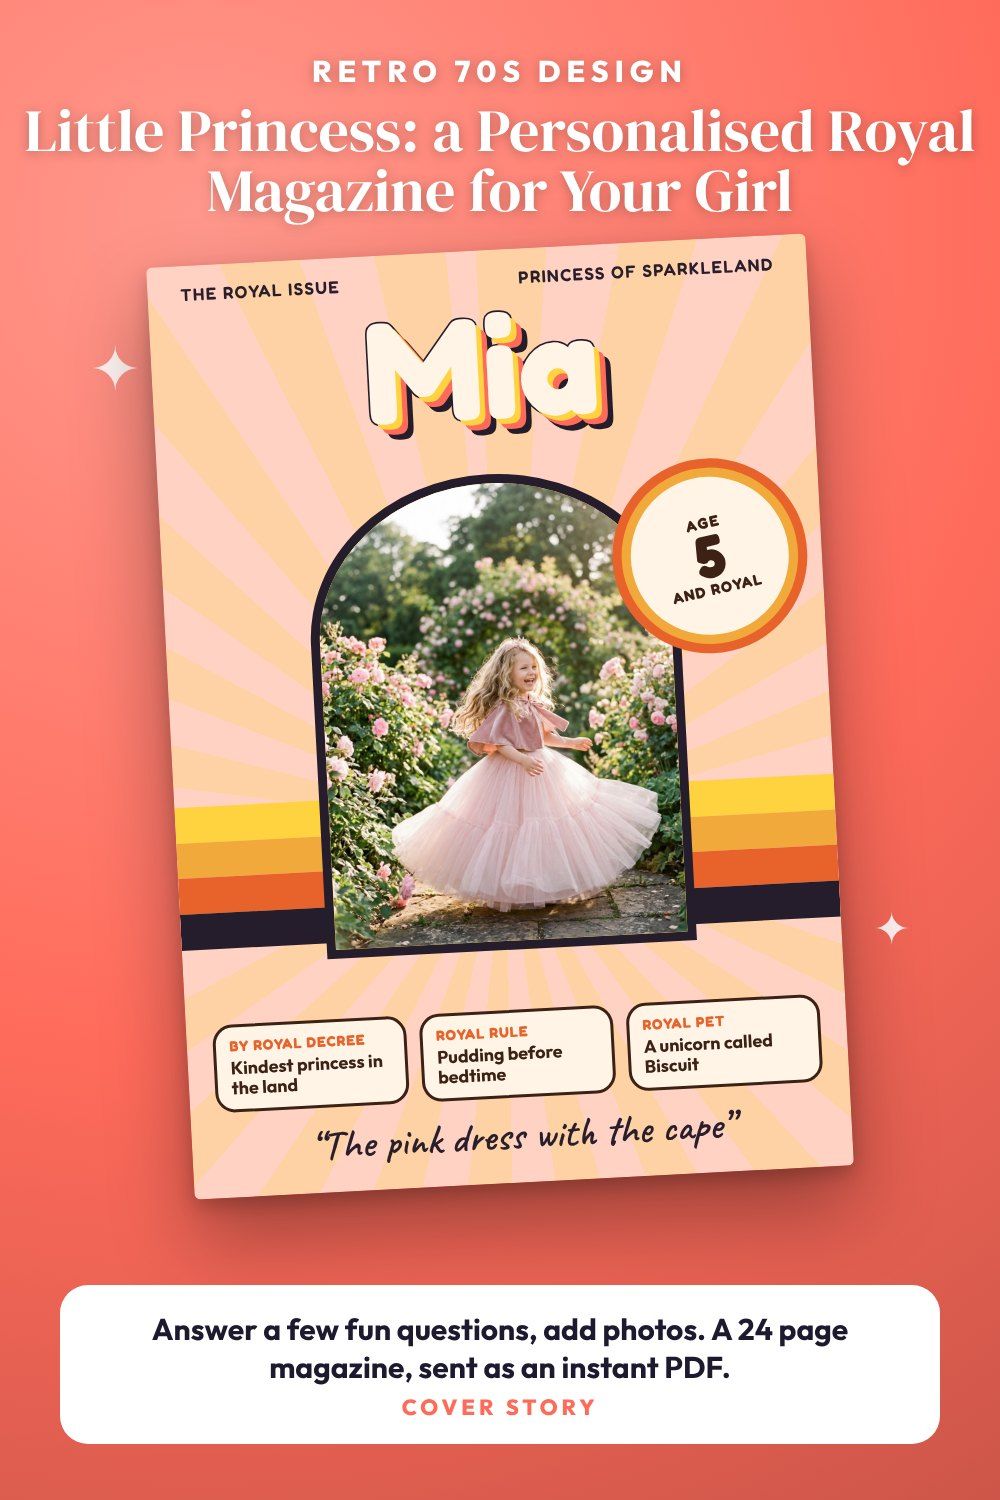 RETRO 70S DESIGN
Little Princess: a Personalised Royal
Magazine for Your Girl
THE ROYAL ISSUE
PRINCESS OF SPARKLELAND
Mia
AGE
5
AND ROYAL
BY ROYAL DECREE
Kindest princess in
the land
ROYAL RULE
Pudding before
bedtime
ROYAL PET
A unicorn called
Biscuit
“The pink dress with the cape”
Answer a few fun questions, add photos. A 24 page
magazine, sent as an instant PDF.
COVER STORY